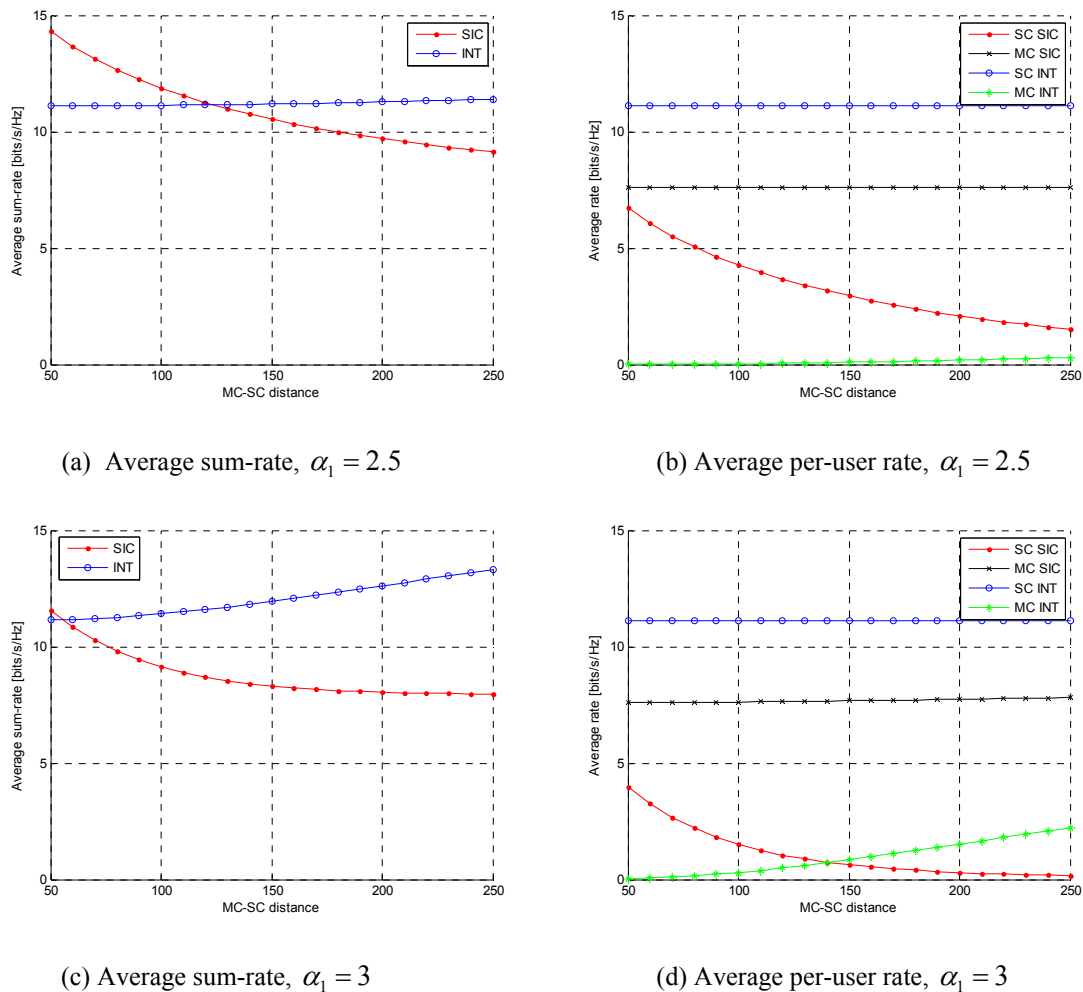 15
10
5
0
50
100
150
200
250
Average sum-rate [bits/s/Hz]
MC-SC distance
SIC
INT
(a) Average sum-rate, α₁ = 2.5
15
10
5
0
50
100
150
200
250
Average rate [bits/s/Hz]
MC-SC distance
SC SIC
MC SIC
SC INT
MC INT
(b) Average per-user rate, α₁ = 2.5
15
10
5
0
50
100
150
200
250
Average sum-rate [bits/s/Hz]
MC-SC distance
SIC
INT
(c) Average sum-rate, α₁ = 3
15
10
5
0
50
100
150
200
250
Average rate [bits/s/Hz]
MC-SC distance
SC SIC
MC SIC
SC INT
MC INT
(d) Average per-user rate, α₁ = 3